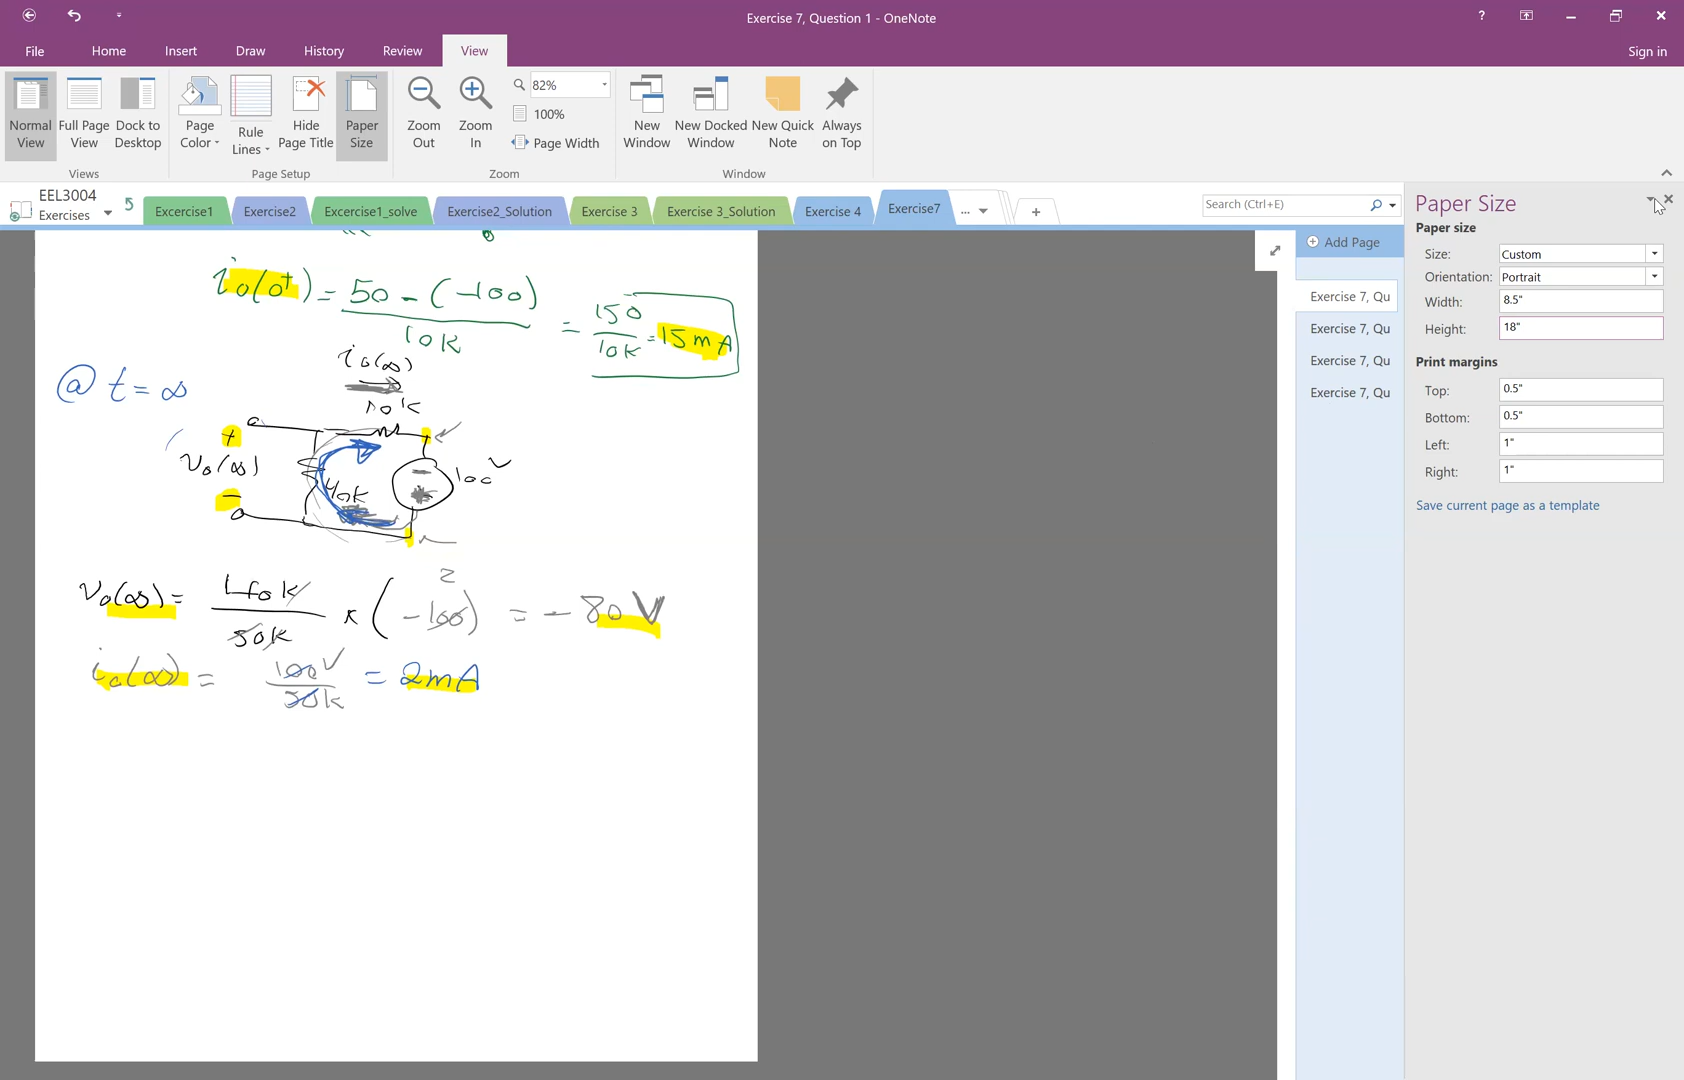 Exercise 7, Question 1 - OneNote
?
File Home Insert Draw History Review View
Sign in
Normal View
Full Page View
Dock to Desktop
Page Color
Rule Lines
Hide Page Title
Paper Size
Zoom Out
Zoom In
82%
100%
Page Width
New Window
New Docked Window
New Quick Note
Always on Top
Views
Page Setup
Zoom
Window
EEL3004
Exercises
Excercise1
Exercise2
Excercise1_solve
Exercise2_Solution
Exercise 3
Exercise 3_Solution
Exercise 4
Exercise7
...
+
Search (Ctrl+E)
Add Page
Exercise 7, Qu
Exercise 7, Qu
Exercise 7, Qu
Exercise 7, Qu
Paper Size
Paper size
Size: Custom
Orientation: Portrait
Width: 8.5"
Height: 18"
Print margins
Top: 0.5"
Bottom: 0.5"
Left: 1"
Right: 1"
Save current page as a template
i₀(0⁺) = 50 - (-100) / 10K = 150 / 10K = 15mA
@ t = ∞
i₀(∞)
10K
+
V₀(∞)
-
40K
100V
V₀(∞) = 40K / 50K × (-100) = -80V
2
i₀(∞) = 100V / 50K = 2mA